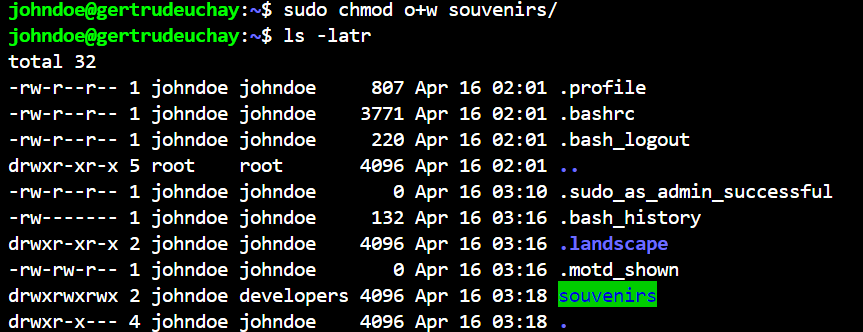 johndoe@gertrudeuchay:~$ sudo chmod o+w souvenirs/
johndoe@gertrudeuchay:~$ ls -latr
total 32
-rw-r--r-- 1 johndoe johndoe     807 Apr 16 02:01 .profile
-rw-r--r-- 1 johndoe johndoe    3771 Apr 16 02:01 .bashrc
-rw-r--r-- 1 johndoe johndoe     220 Apr 16 02:01 .bash_logout
drwxr-xr-x 5 root    root       4096 Apr 16 02:01 ..
-rw-r--r-- 1 johndoe johndoe       0 Apr 16 03:10 .sudo_as_admin_successful
-rw------- 1 johndoe johndoe     132 Apr 16 03:16 .bash_history
drwxr-xr-x 2 johndoe johndoe    4096 Apr 16 03:16 .landscape
-rw-rw-r-- 1 johndoe johndoe       0 Apr 16 03:16 .motd_shown
drwxrwxrwx 2 johndoe developers 4096 Apr 16 03:18 souvenirs
drwxr-x--- 4 johndoe johndoe    4096 Apr 16 03:18 .